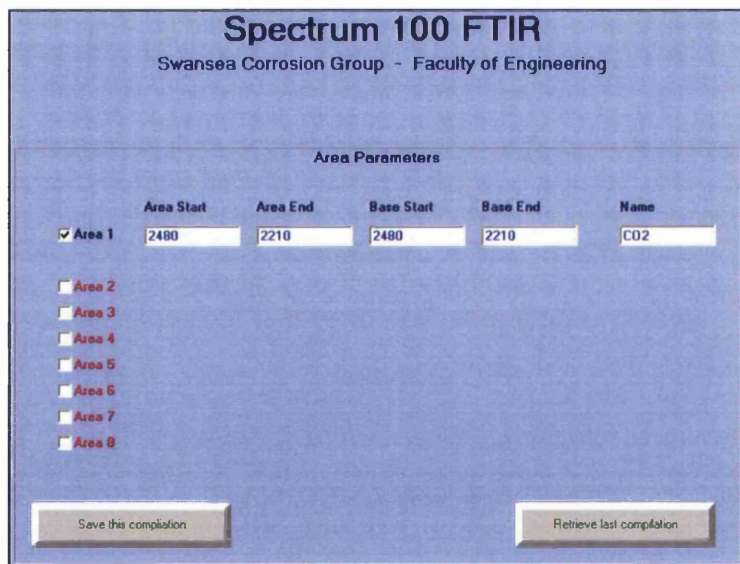 Spectrum 100 FTIR
Swansea Corrosion Group - Faculty of Engineering
Area Parameters
Area Start Area End Base Start Base End Name
Area 1 2480 2210 2480 2210 CO2
Area 2
Area 3
Area 4
Area 5
Area 6
Area 7
Area 8
Save this compliation Retrieve last compilation